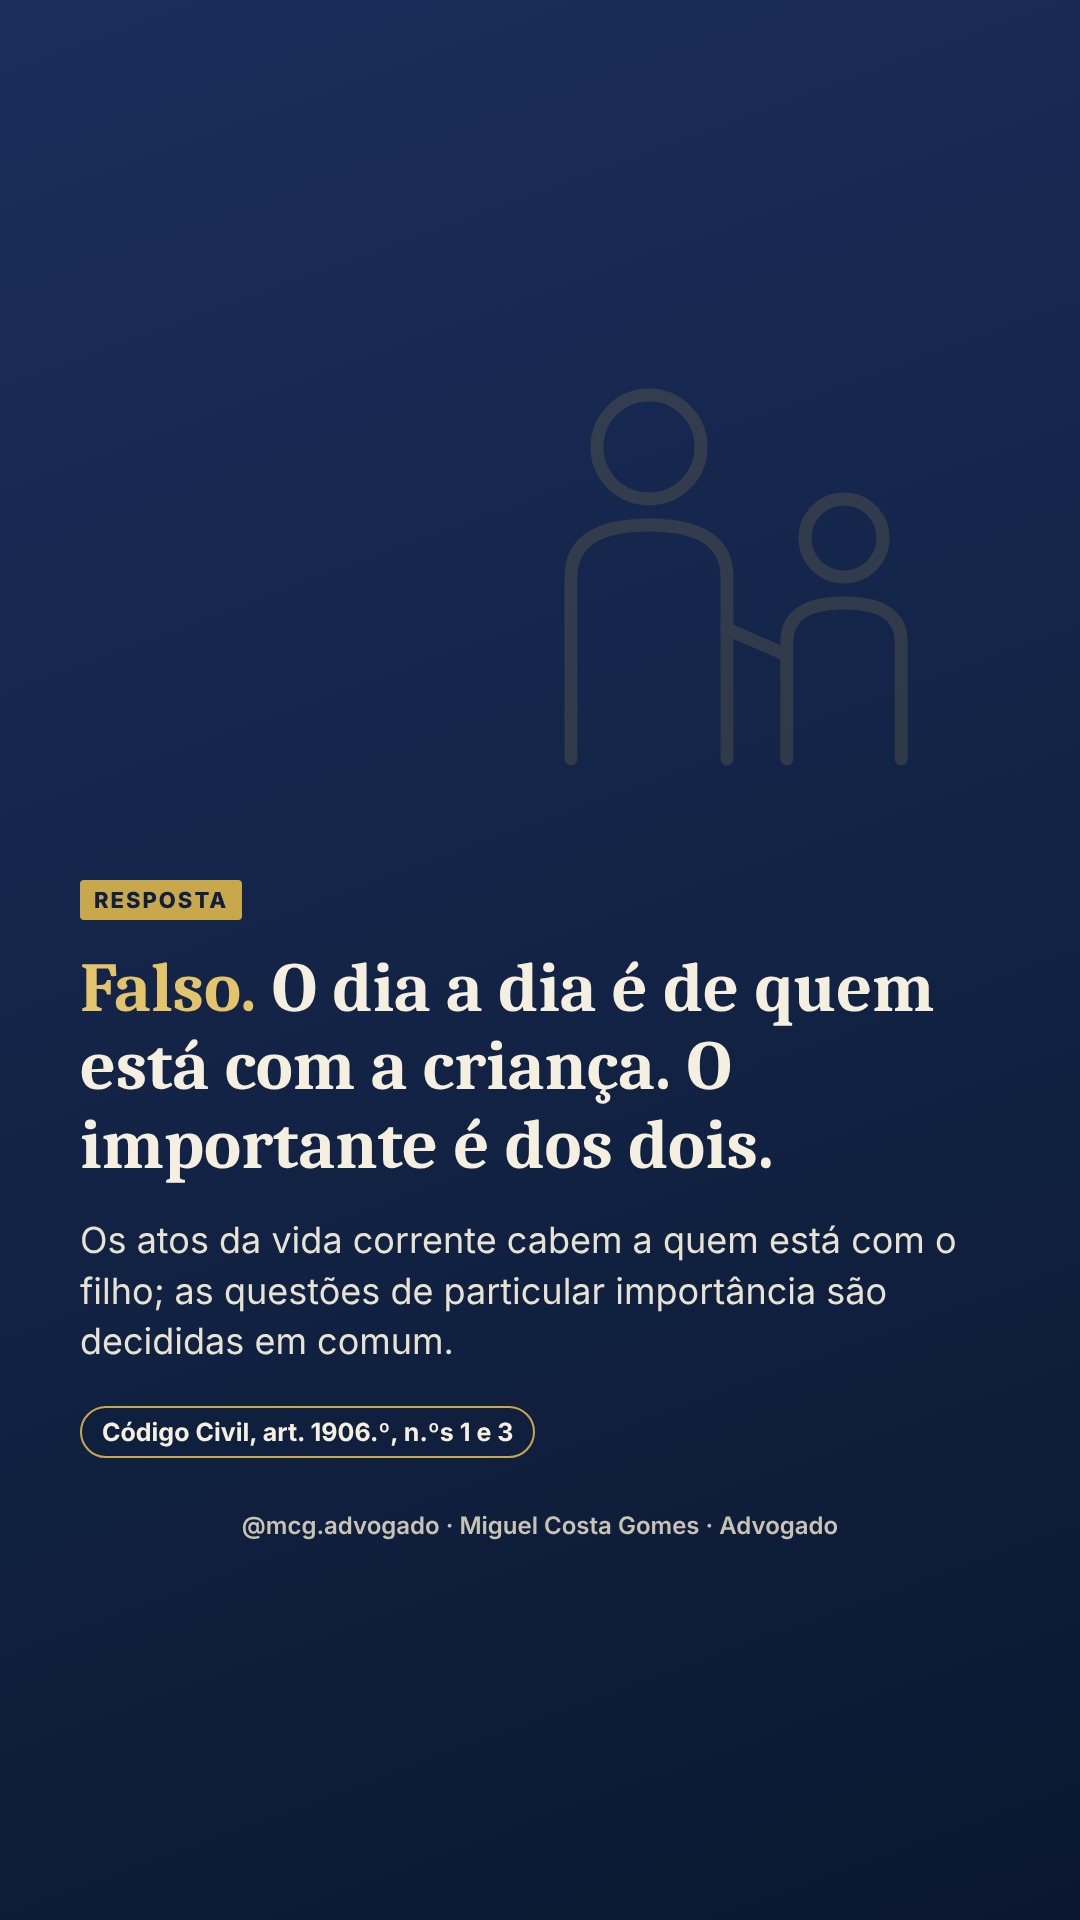 RESPOSTA
Falso. O dia a dia é de quem
está com a criança. O
importante é dos dois.
Os atos da vida corrente cabem a quem está com o
filho; as questões de particular importância são
decididas em comum.
Código Civil, art. 1906.º, n.ºs 1 e 3
@mcg.advogado · Miguel Costa Gomes · Advogado